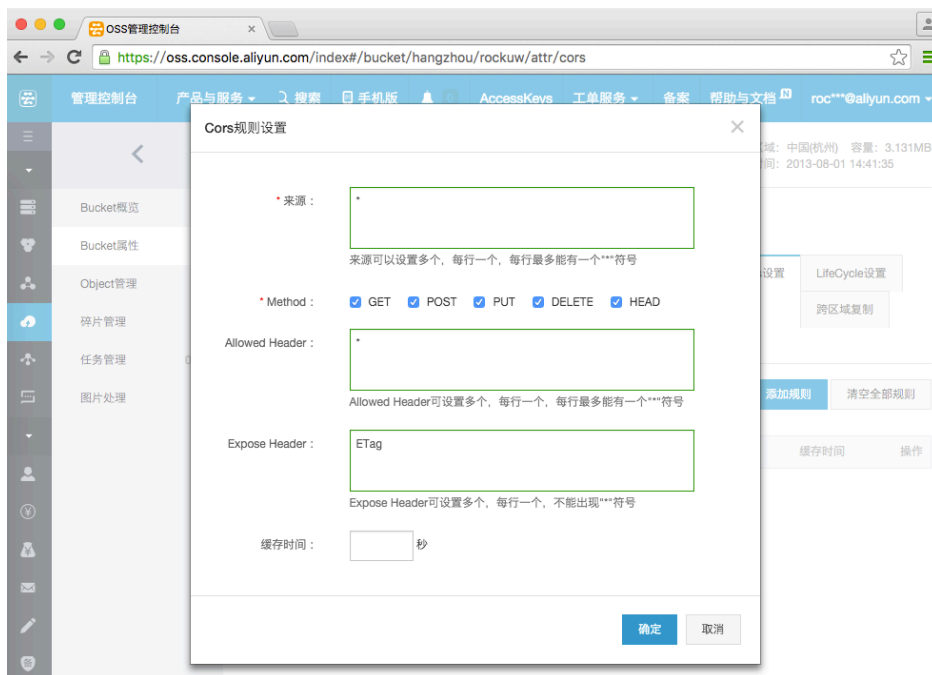 OSS管理控制台
https://oss.console.aliyun.com/index#/bucket/hangzhou/rockuw/attr/cors
管理控制台 产品与服务 搜索 手机版 AccessKeys 工单服务 备案 帮助与文档 N roc***@aliyun.com
Cors规则设置
域：中国(杭州) 容量：3.131MB
间：2013-08-01 14:41:35
Bucket概览
Bucket属性
Object管理
碎片管理
任务管理 0
图片处理
* 来源： *
来源可以设置多个，每行一个，每行最多能有一个"*"符号
* Method： GET POST PUT DELETE HEAD
Allowed Header： *
Allowed Header可设置多个，每行一个，每行最多能有一个"*"符号
Expose Header： ETag
Expose Header可设置多个，每行一个，不能出现"*"符号
缓存时间： 秒
确定 取消
设置 LifeCycle设置
跨区域复制
添加规则 清空全部规则
缓存时间 操作